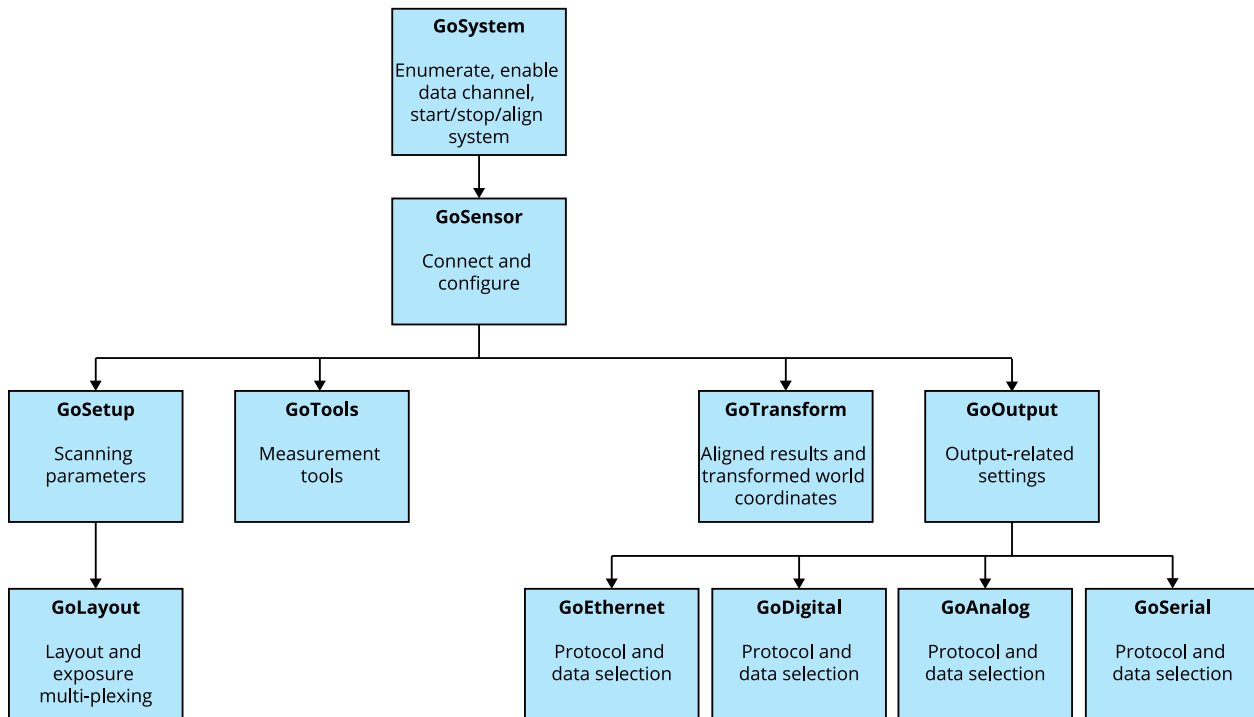 GoSystem
Enumerate, enable
data channel,
start/stop/align
system
GoSensor
Connect and
configure
GoSetup
Scanning
parameters
GoTools
Measurement
tools
GoTransform
Aligned results and
transformed world
coordinates
GoOutput
Output-related
settings
GoLayout
Layout and
exposure
multi-plexing
GoEthernet
Protocol and
data selection
GoDigital
Protocol and
data selection
GoAnalog
Protocol and
data selection
GoSerial
Protocol and
data selection